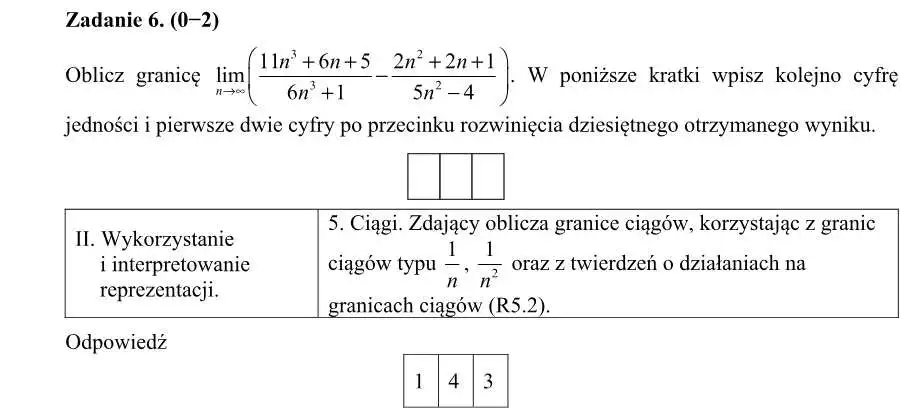 Zadanie 6. (0−2)
Oblicz granicę lim n→∞ ( (11n³ + 6n + 5)/(6n³ + 1) − (2n² + 2n + 1)/(5n² − 4) ). W poniższe kratki wpisz kolejno cyfrę
jedności i pierwsze dwie cyfry po przecinku rozwinięcia dziesiętnego otrzymanego wyniku.
II. Wykorzystanie
i interpretowanie
reprezentacji.
5. Ciągi. Zdający oblicza granice ciągów, korzystając z granic
ciągów typu 1/n, 1/n² oraz z twierdzeń o działaniach na
granicach ciągów (R5.2).
Odpowiedź
1 4 3